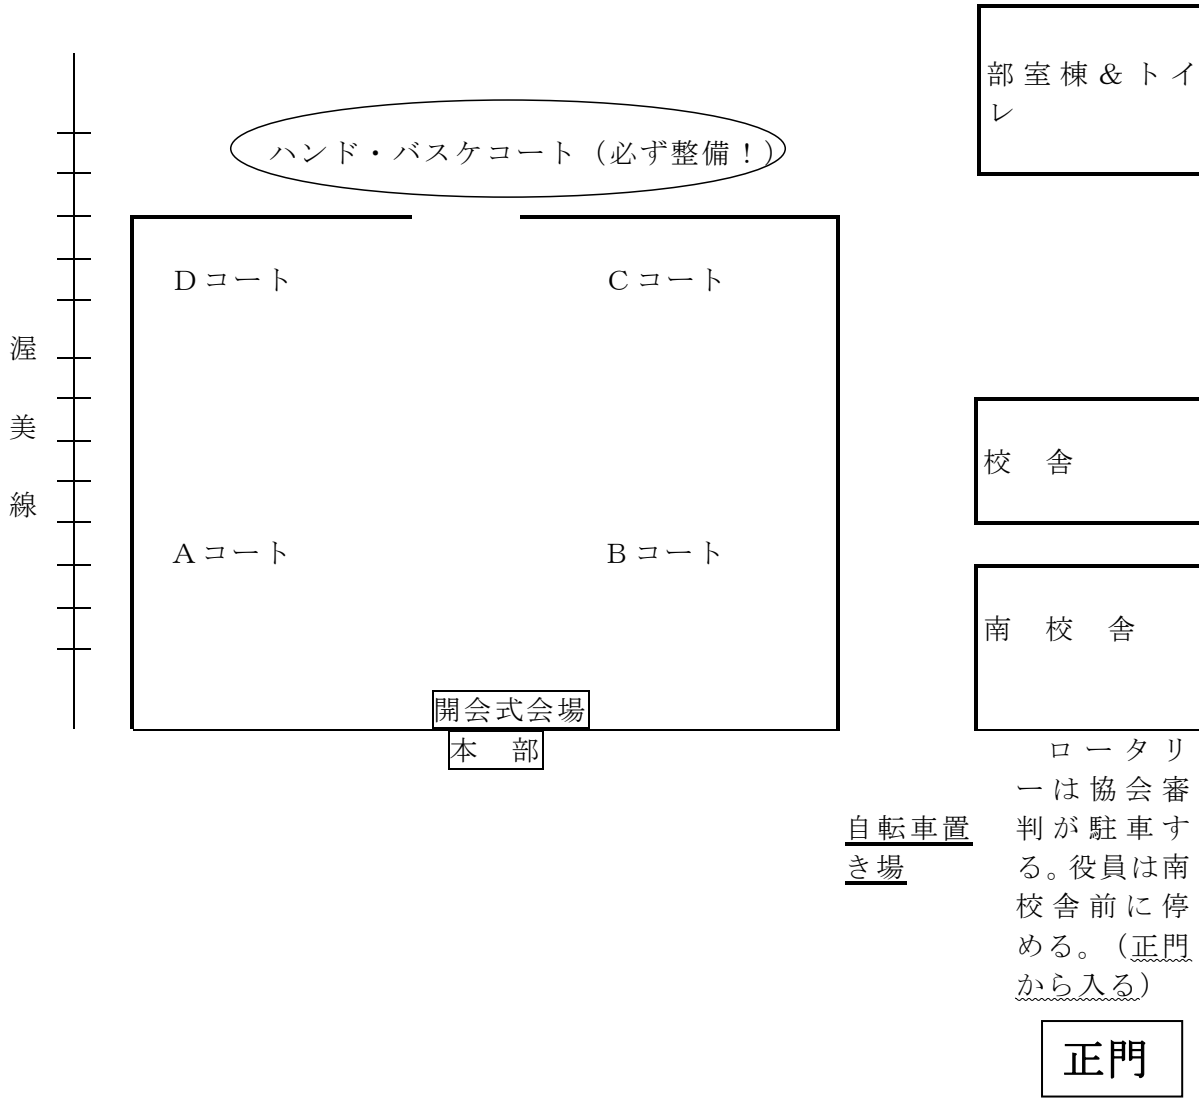 部室棟＆トイ
レ
ハンド・バスケコート（必ず整備！）
Dコート
Cコート
渥
美
線
校　舎
Aコート
Bコート
南　校　舎
開会式会場
本　部
ロータリ
ーは協会審
判が駐車す
る。役員は南
校舎前に停
める。（正門
から入る）
自転車置
き場
正門